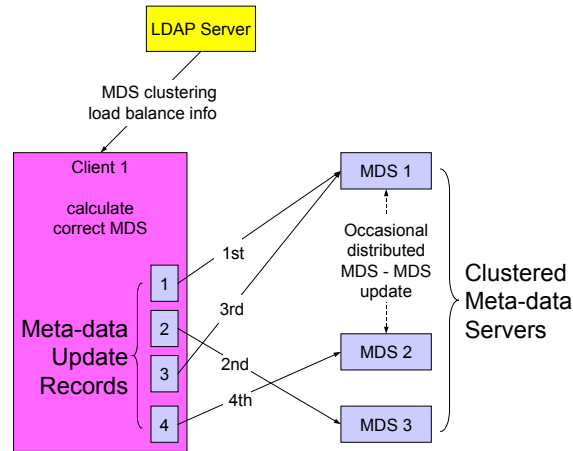 LDAP Server
MDS clustering
load balance info
Client 1
calculate
correct MDS
Meta-data
Update
Records
1
2
3
4
1st
3rd
2nd
4th
MDS 1
Occasional
distributed
MDS - MDS
update
MDS 2
MDS 3
Clustered
Meta-data
Servers